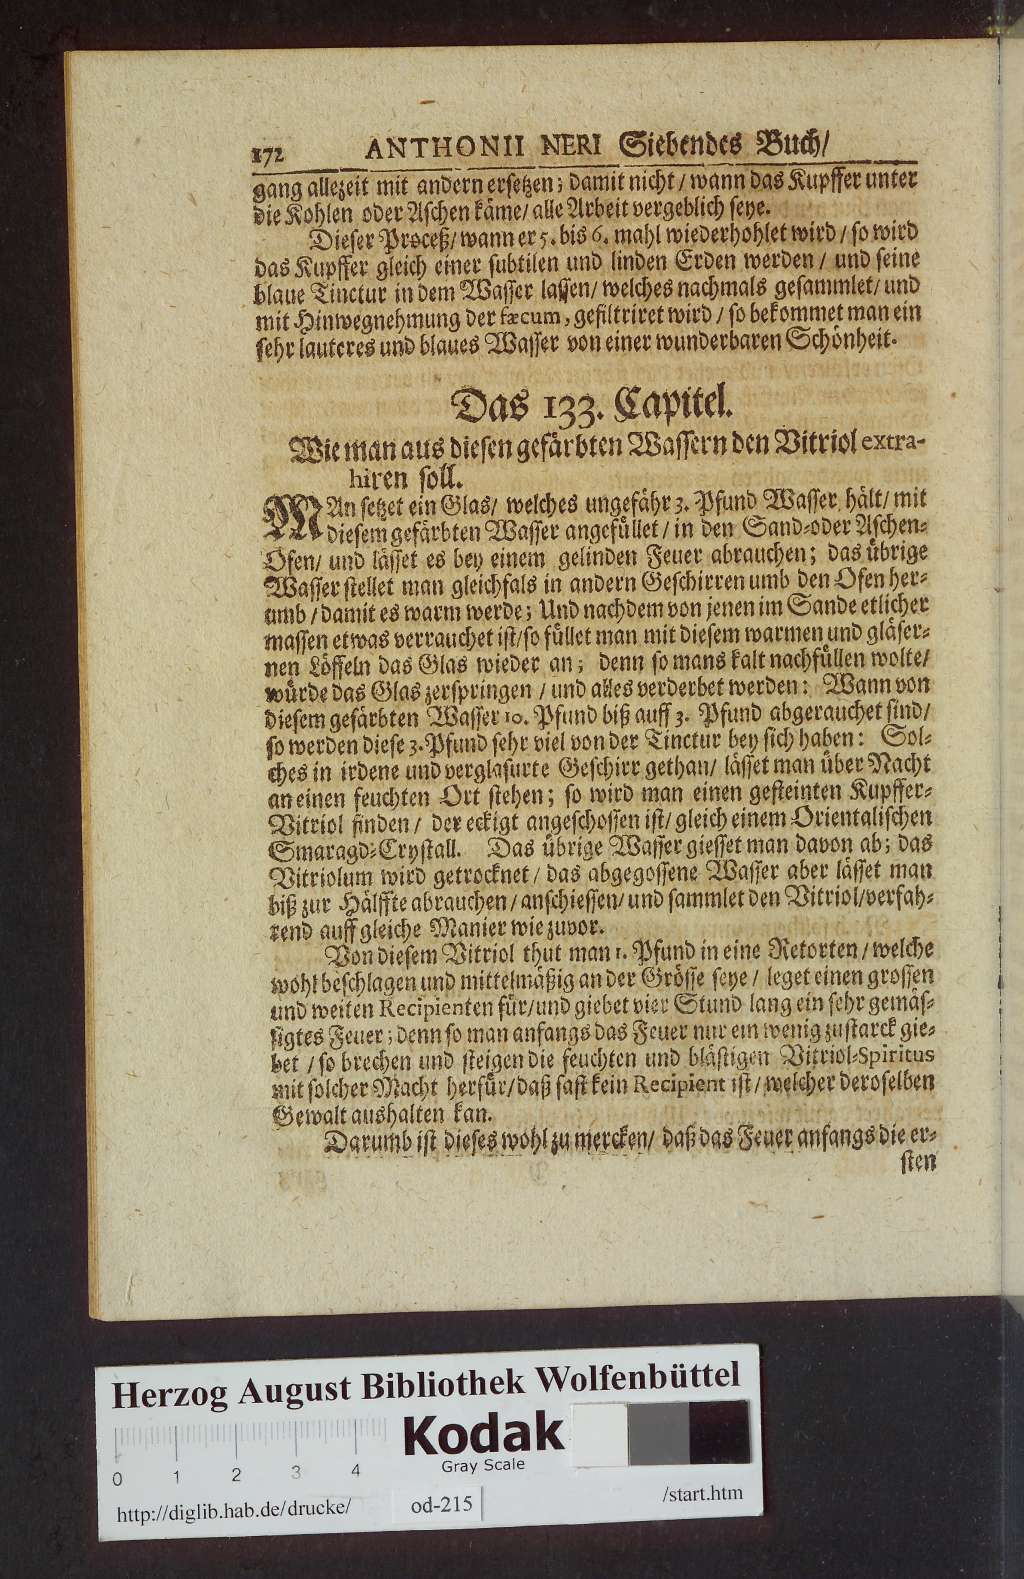 172 ANTHONII NERI Siebendes Buch/
gang allezeit mit andern ersetzen; damit nicht/ wann das Kupffer unter
die Kohlen oder Aschen käme/ alle Arbeit vergeblich seye.
Dieser Proceß/ wann er 5. bis 6. mahl wiederhohlet wird/ so wird
das Kupffer gleich einer subtilen und linden Erden werden/ und seine
blaue Tinctur in dem Wasser lassen/ welches nachmals gesammlet/ und
mit Hinwegnehmung der fæcum, gefiltriret wird/ so bekommet man ein
sehr lauteres und blaues Wasser von einer wunderbaren Schönheit.
Das 133. Capitel.
Wie man aus diesen gefärbten Wassern den Vitriol extra-
hiren soll.
MAn setzet ein Glas/ welches ungefähr 3. Pfund Wasser hält/ mit
diesem gefärbten Wasser angefüllet/ in den Sand-oder Aschen-
Ofen/ und lässet es bey einem gelinden Feuer abrauchen; das übrige
Wasser stellet man gleichfals in andern Geschirren umb den Ofen her-
umb/ damit es warm werde; Und nachdem von jenen im Sande etlicher
massen etwas verrauchet ist/ so füllet man mit diesem warmen und gläser-
nen Löffeln das Glas wieder an; denn so mans kalt nachfüllen wolte/
würde das Glas zerspringen/ und alles verderbet werden: Wann von
diesem gefärbten Wasser 10. Pfund biß auff 3. Pfund abgerauchet sind/
so werden diese 3. Pfund sehr viel von der Tinctur bey sich haben: Sol-
ches in irdene und verglasurte Geschirr gethan/ lässet man über Nacht
an einen feuchten Ort stehen; so wird man einen gesteinten Kupffer-
Vitriol finden/ der eckigt angeschossen ist/ gleich einem Orientalischen
Smaragd-Crystall. Das übrige Wasser giesset man davon ab; das
Vitriolum wird getrocknet/ das abgegossene Wasser aber lässet man
biß zur Hälffte abrauchen/ anschiessen/ und sammlet den Vitriol/ verfah-
rend auff gleiche Manier wie zuvor.
Von diesem Vitriol thut man 1. Pfund in eine Retorten/ welche
wohl beschlagen und mittelmäßig an der Grösse seye/ leget einen grossen
und weiten Recipienten für/ und giebet vier Stund lang ein sehr gemäs-
sigtes Feuer; denn so man anfangs das Feuer nur ein wenig zu starck gie-
bet/ so brechen und steigen die feuchten und blästigen Vitriol-Spiritus
mit solcher Macht herfür/ daß fast kein Recipient ist/ welcher deroselben
Gewalt aushalten kan.
Darumb ist dieses wohl zu mercken/ daß das Feuer anfangs die er-
sten
Herzog August Bibliothek Wolfenbüttel
Kodak
Gray Scale
0 1 2 3 4
http://diglib.hab.de/drucke/ od-215 /start.htm